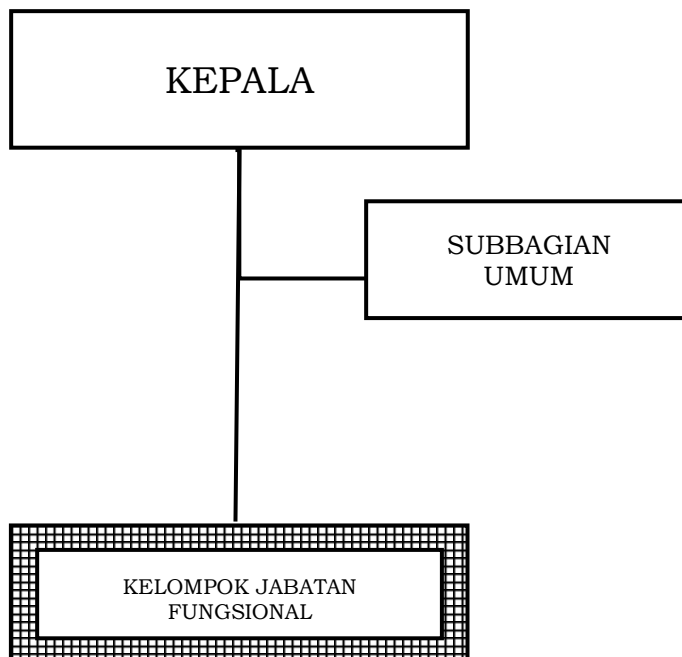 KEPALA
SUBBAGIAN
UMUM
KELOMPOK JABATAN
FUNGSIONAL